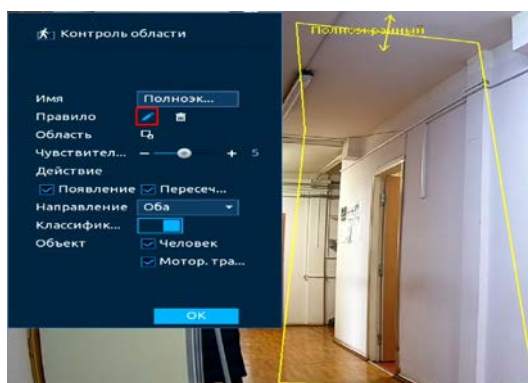 Контроль области
Полноэкранный
Имя Полноэк...
Правило
Область
Чувствител... 5
Действие
Появление Пересеч...
Направление Оба
Классифик...
Объект Человек
Мотор. тра...
OK